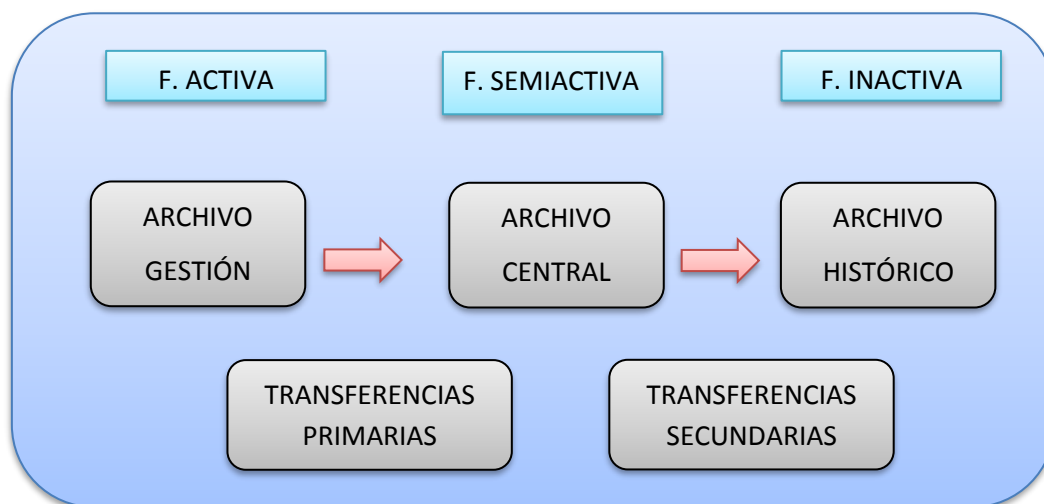 F. ACTIVA
F. SEMIACTIVA
F. INACTIVA
ARCHIVO
GESTIÓN
ARCHIVO
CENTRAL
ARCHIVO
HISTÓRICO
TRANSFERENCIAS
PRIMARIAS
TRANSFERENCIAS
SECUNDARIAS